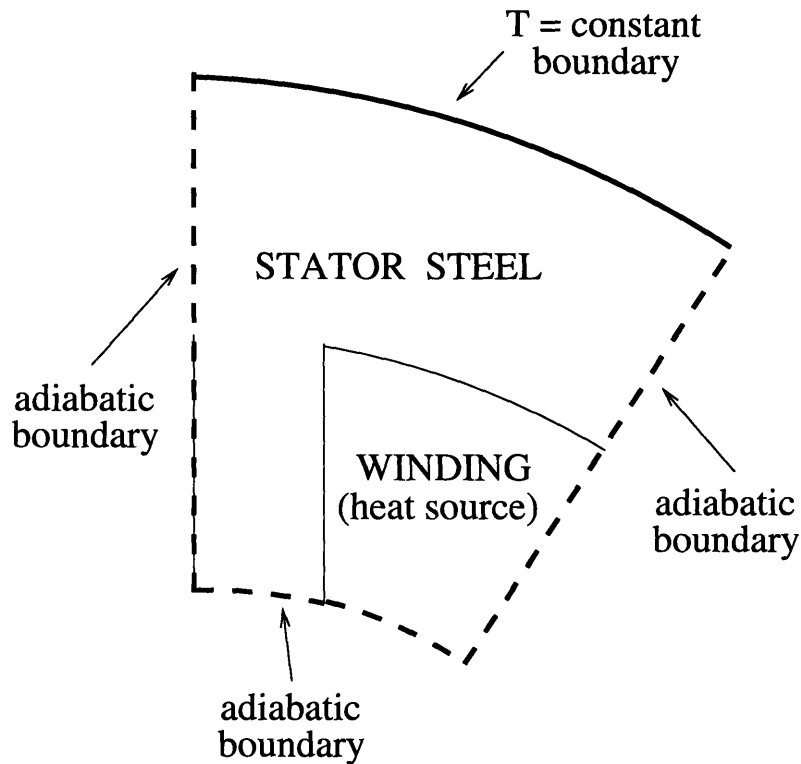 T = constant
boundary
STATOR STEEL
adiabatic
boundary
WINDING
(heat source)
adiabatic
boundary
adiabatic
boundary